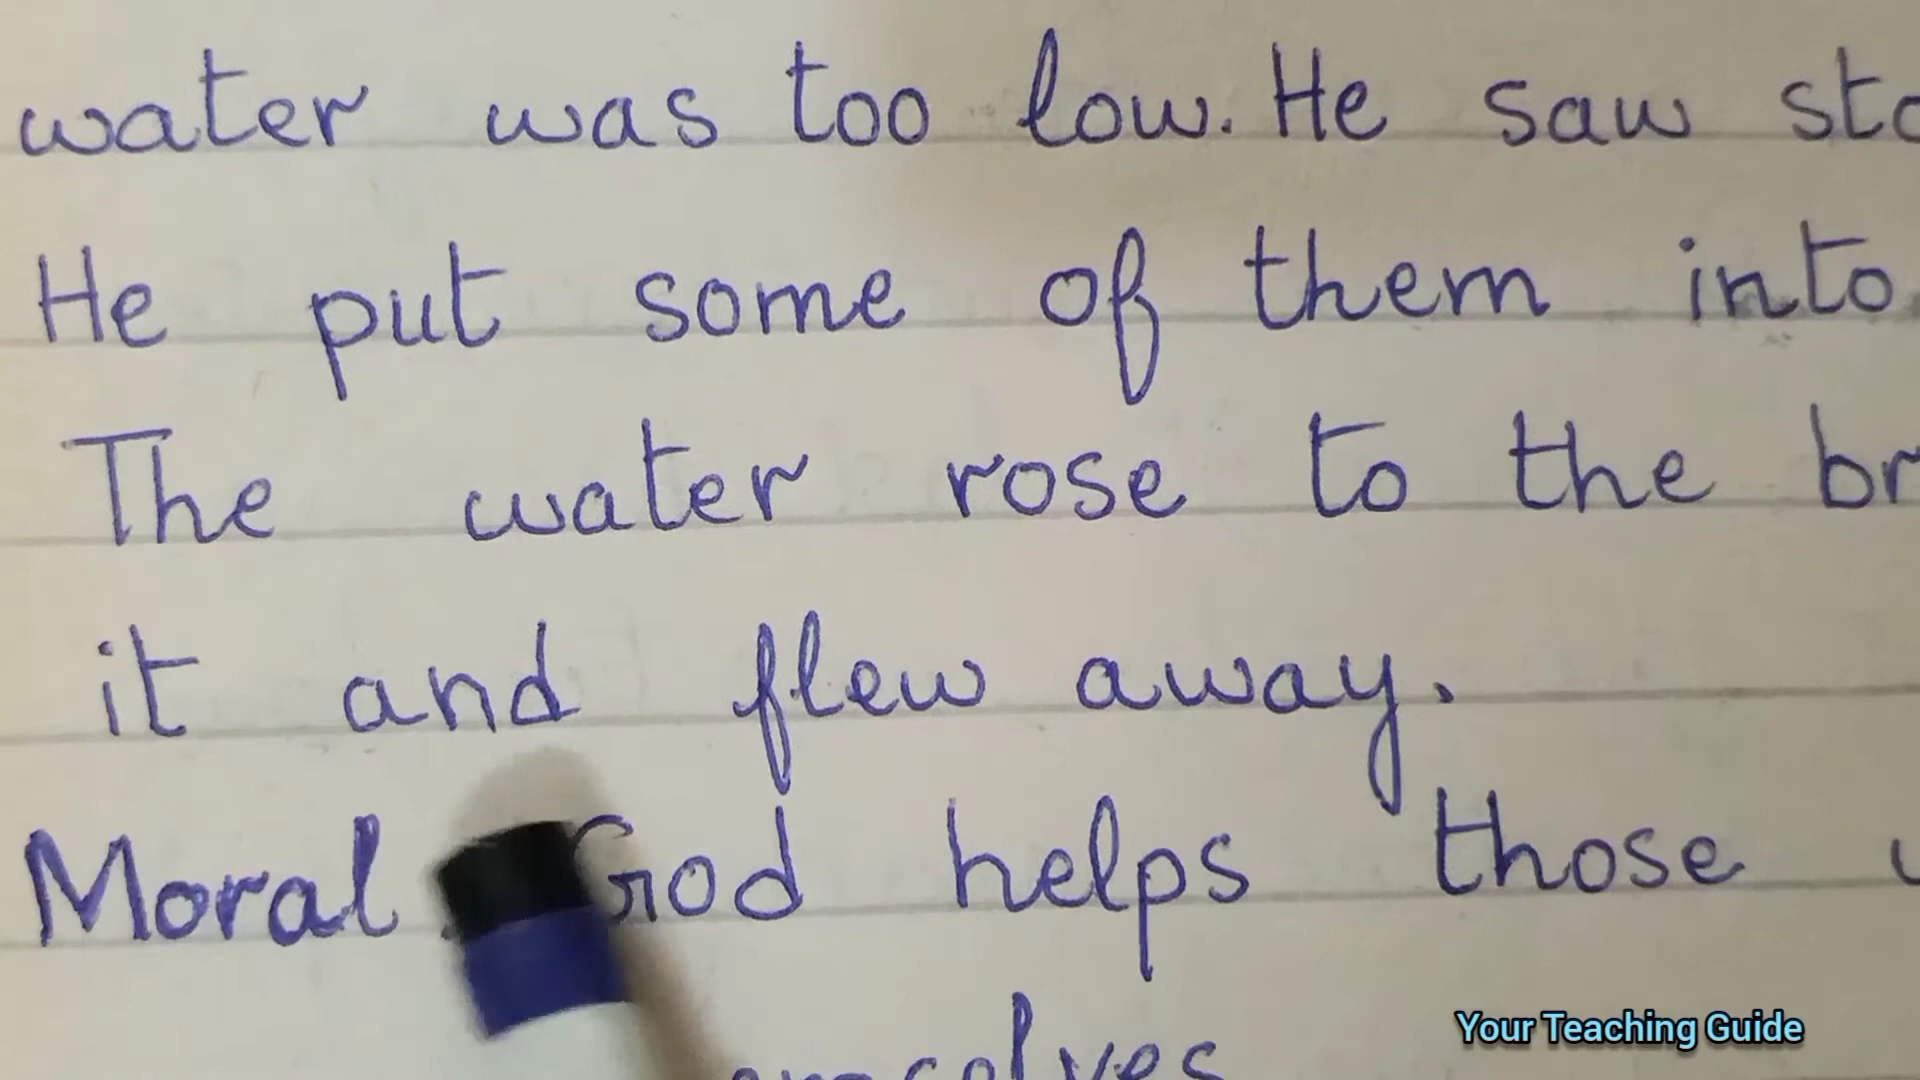 water was too low. He saw
He put some of them into
The water rose to the
it and flew away.
Moral God helps those
Your Teaching Guide